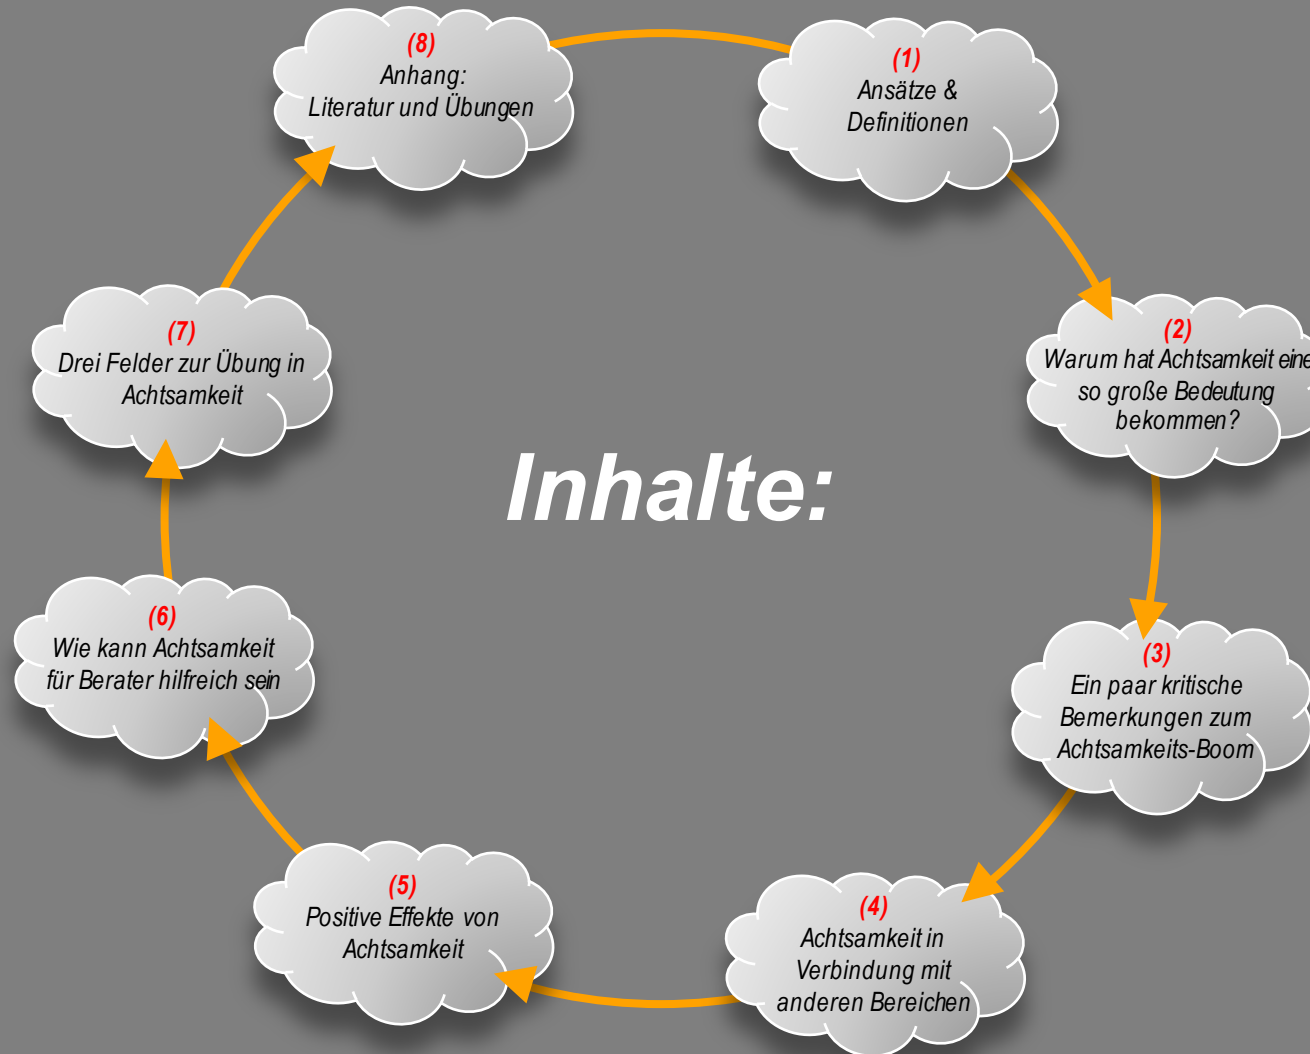 Inhalte:
(1)
Ansätze &
Definitionen
(2)
Warum hat Achtsamkeit eine
so große Bedeutung
bekommen?
(3)
Ein paar kritische
Bemerkungen zum
Achtsamkeits-Boom
(4)
Achtsamkeit in
Verbindung mit
anderen Bereichen
(5)
Positive Effekte von
Achtsamkeit
(6)
Wie kann Achtsamkeit
für Berater hilfreich sein
(7)
Drei Felder zur Übung in
Achtsamkeit
(8)
Anhang:
Literatur und Übungen